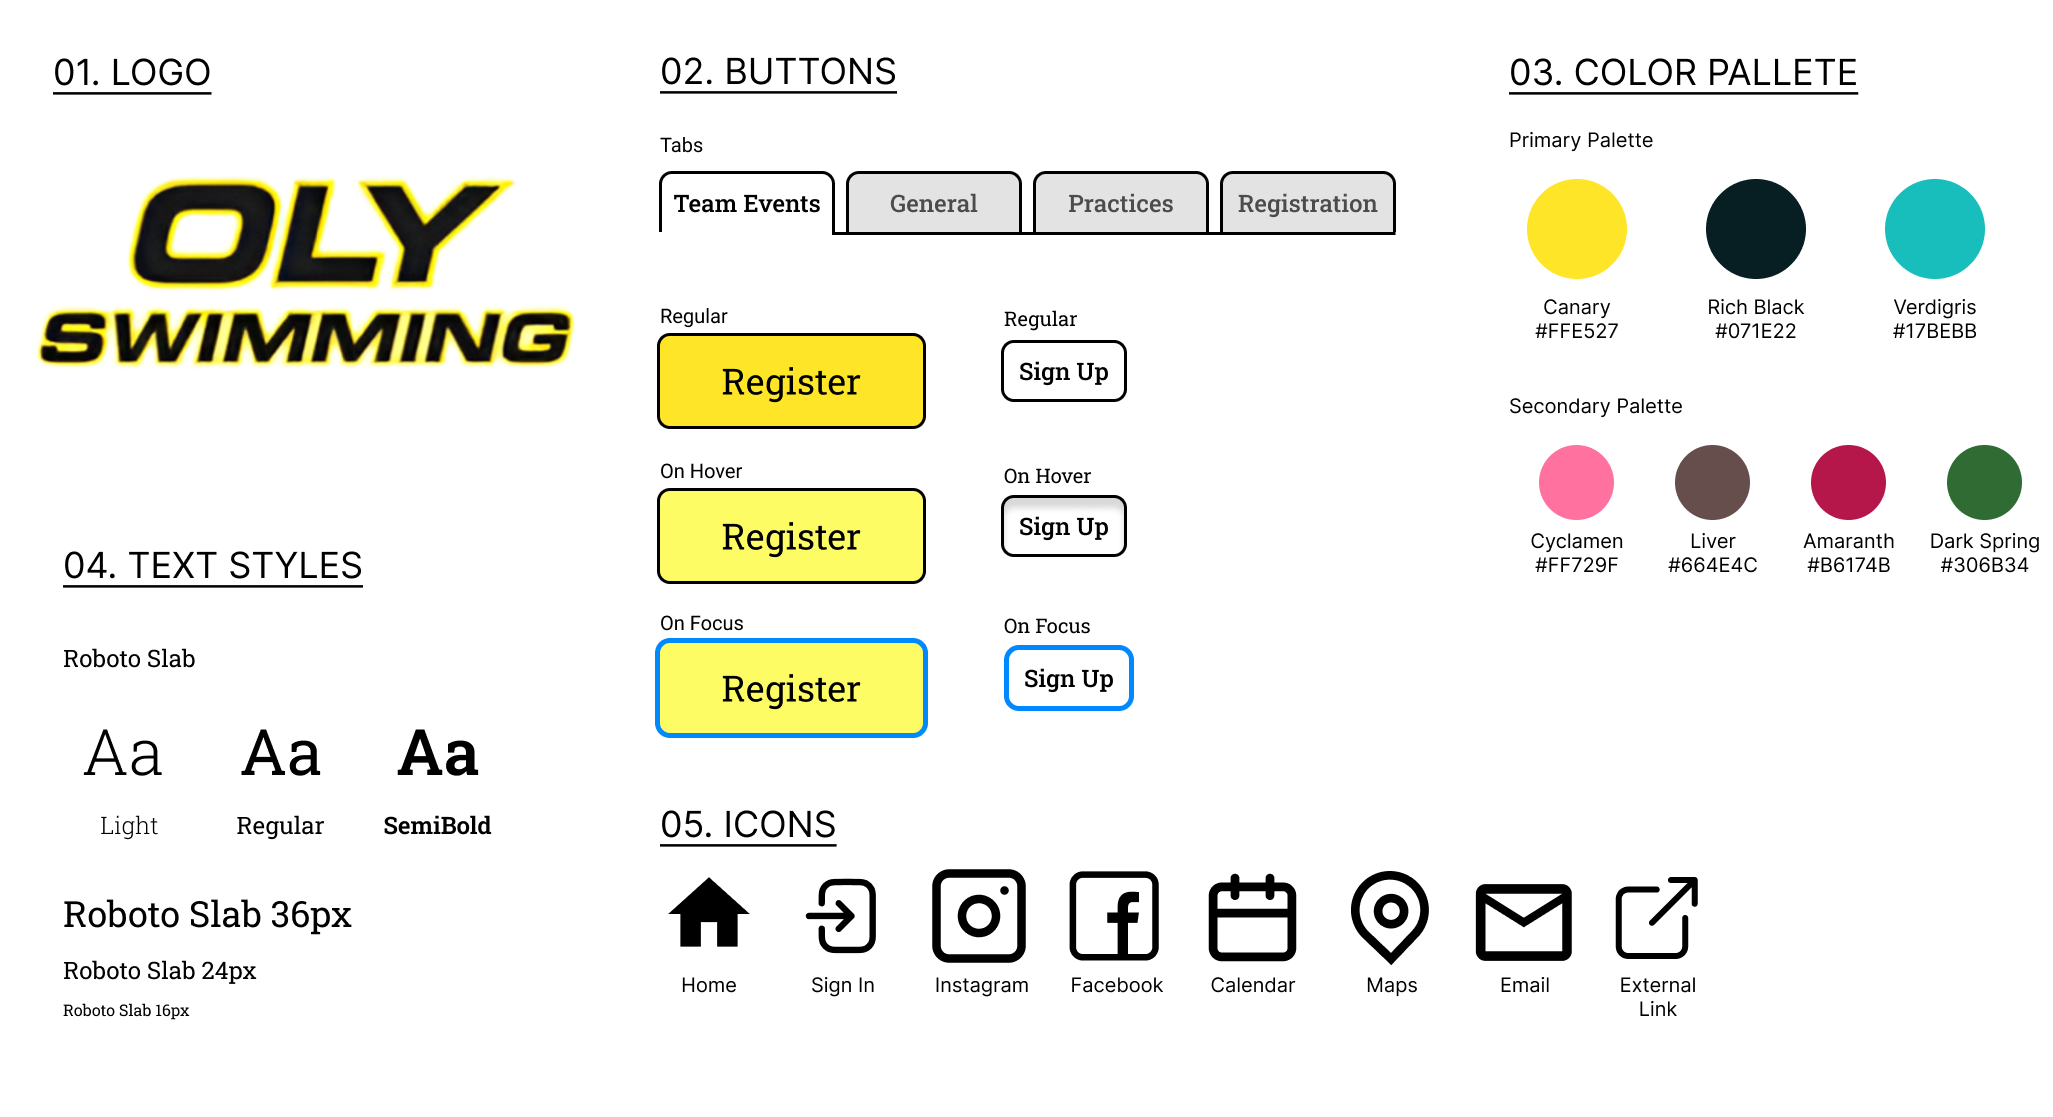 01. LOGO
OLY
SWIMMING
02. BUTTONS
Tabs
Team Events
General
Practices
Registration
Regular
Register
Regular
Sign Up
On Hover
Register
On Hover
Sign Up
On Focus
Register
On Focus
Sign Up
03. COLOR PALLETE
Primary Palette
Canary
#FFE527
Rich Black
#071E22
Verdigris
#17BEBB
Secondary Palette
Cyclamen
#FF729F
Liver
#664E4C
Amaranth
#B6174B
Dark Spring
#306B34
04. TEXT STYLES
Roboto Slab
Aa
Aa
Aa
Light
Regular
SemiBold
Roboto Slab 36px
Roboto Slab 24px
Roboto Slab 16px
05. ICONS
Home
Sign In
Instagram
Facebook
Calendar
Maps
Email
External
Link